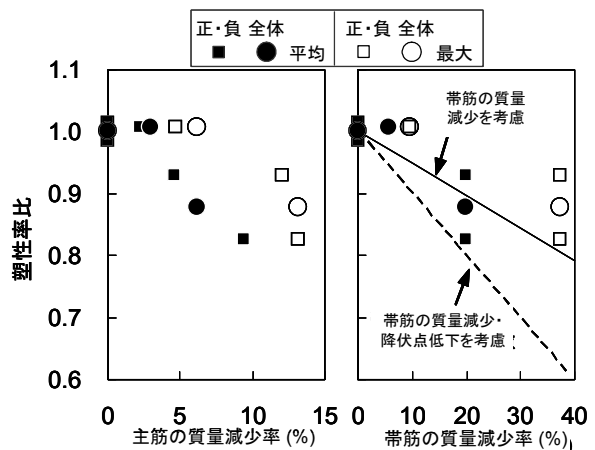 正・負 全体 正・負 全体
平均 最大
塑性率比
1.1
1.0
0.9
0.8
0.7
0.6
0 5 10 15
主筋の質量減少率 (%)
帯筋の質量
減少を考慮
帯筋の質量減少・
降伏点低下を考慮
0 10 20 30 40
帯筋の質量減少率 (%)